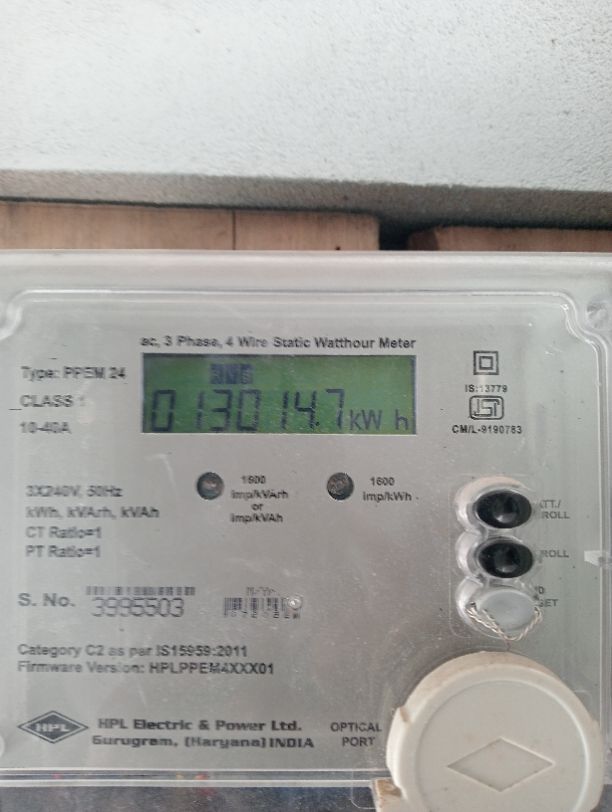 ac, 3 Phase, 4 Wire Static Watthour Meter
Type: PPEM 24
CLASS 1
10-40A
013014.7 kWh
IS:13779
CM/L-9190783
3X240V, 50Hz
kWh, kVArh, kVAh
CT Ratio=1
PT Ratio=1
1600
imp/kVArh
or
imp/kVAh
1600
imp/kWh
S. No. 3995503
Category C2 as per IS15959:2011
Firmware Version: HPLPPEM4XXX01
HPL
HPL Electric & Power Ltd.
Gurugram, (Haryana) INDIA
OPTICAL
PORT